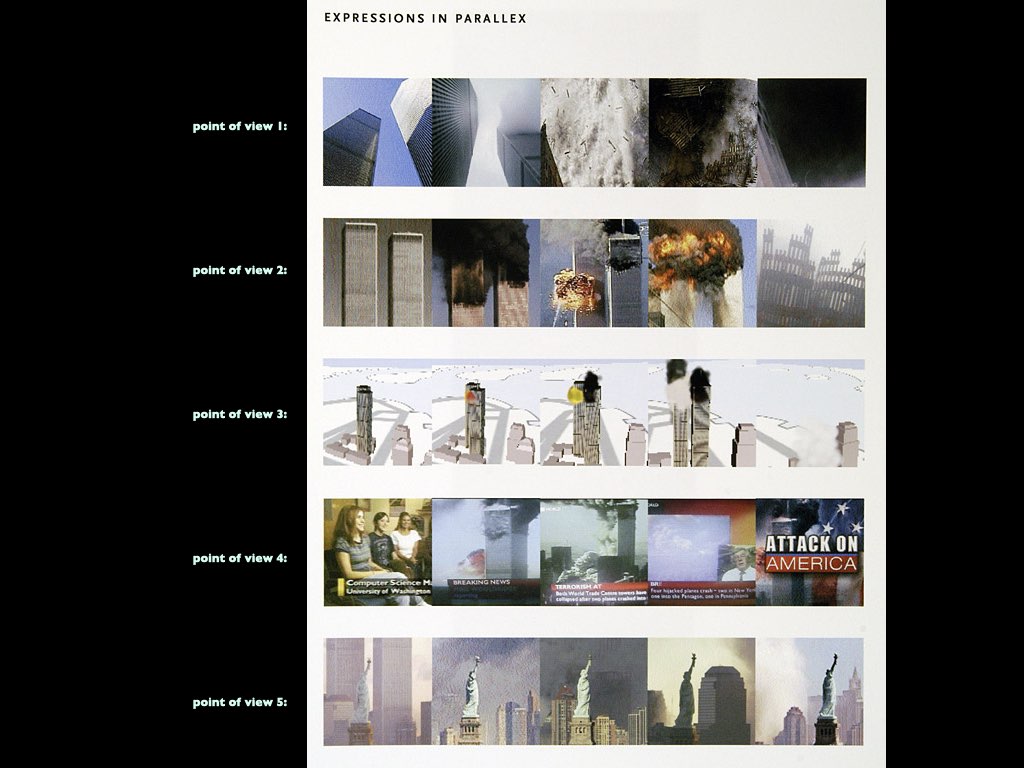 EXPRESSIONS IN PARALLEX
point of view 1:
point of view 2:
point of view 3:
point of view 4:
Computer Science M
University of Washington
BREAKING NEWS
TERRORISM AT
Both World Trade Centre towers have
collapsed after two planes crashed into
Four hijacked planes crash - two in New York
one into the Pentagon, one in Pennsylvania
ATTACK ON
AMERICA
point of view 5: